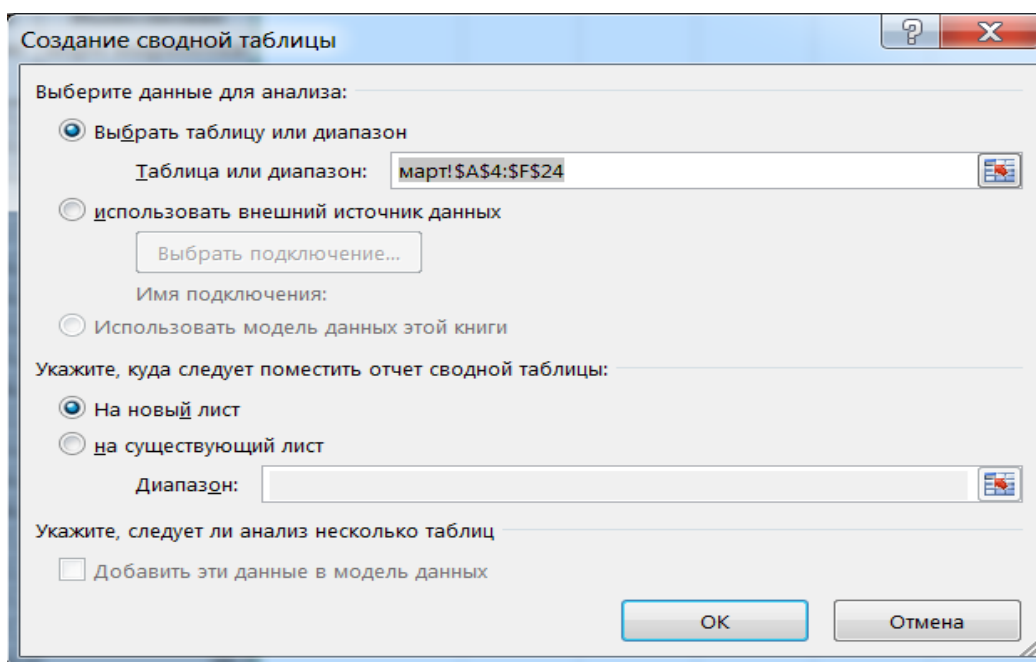 Создание сводной таблицы
Выберите данные для анализа:
Выбрать таблицу или диапазон
Таблица или диапазон: март!$A$4:$F$24
использовать внешний источник данных
Выбрать подключение...
Имя подключения:
Использовать модель данных этой книги
Укажите, куда следует поместить отчет сводной таблицы:
На новый лист
на существующий лист
Диапазон:
Укажите, следует ли анализ несколько таблиц
Добавить эти данные в модель данных
ОК Отмена